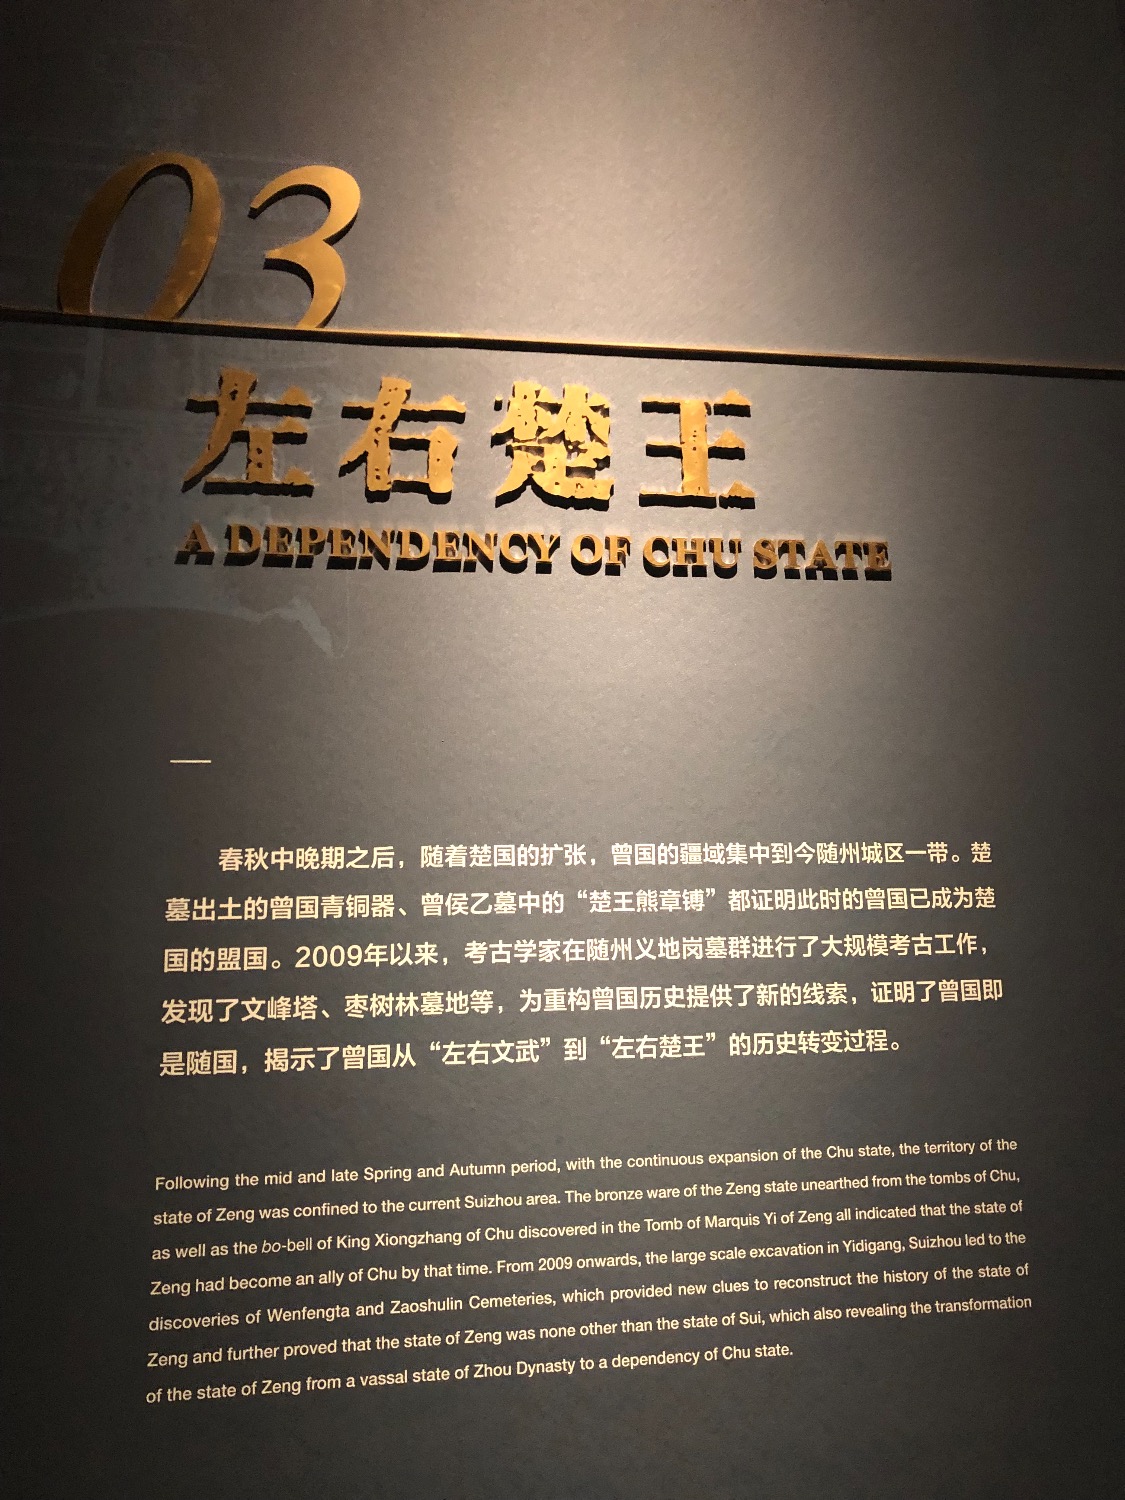 03
左右楚王
A DEPENDENCY OF CHU STATE
春秋中晚期之后，随着楚国的扩张，曾国的疆域集中到今随州城区一带。楚
墓出土的曾国青铜器、曾侯乙墓中的“楚王熊章镈”都证明此时的曾国已成为楚
国的盟国。2009年以来，考古学家在随州义地岗墓群进行了大规模考古工作，
发现了文峰塔、枣树林墓地等，为重构曾国历史提供了新的线索，证明了曾国即
是随国，揭示了曾国从“左右文武”到“左右楚王”的历史转变过程。
Following the mid and late Spring and Autumn period, with the continuous expansion of the Chu state, the territory of the
state of Zeng was confined to the current Suizhou area. The bronze ware of the Zeng state unearthed from the tombs of Chu,
as well as the bo-bell of King Xiongzhang of Chu discovered in the Tomb of Marquis Yi of Zeng all indicated that the state of
Zeng had become an ally of Chu by that time. From 2009 onwards, the large scale excavation in Yidigang, Suizhou led to the
discoveries of Wenfengta and Zaoshulin Cemeteries, which provided new clues to reconstruct the history of the state of
Zeng and further proved that the state of Zeng was none other than the state of Sui, which also revealing the transformation
of the state of Zeng from a vassal state of Zhou Dynasty to a dependency of Chu state.